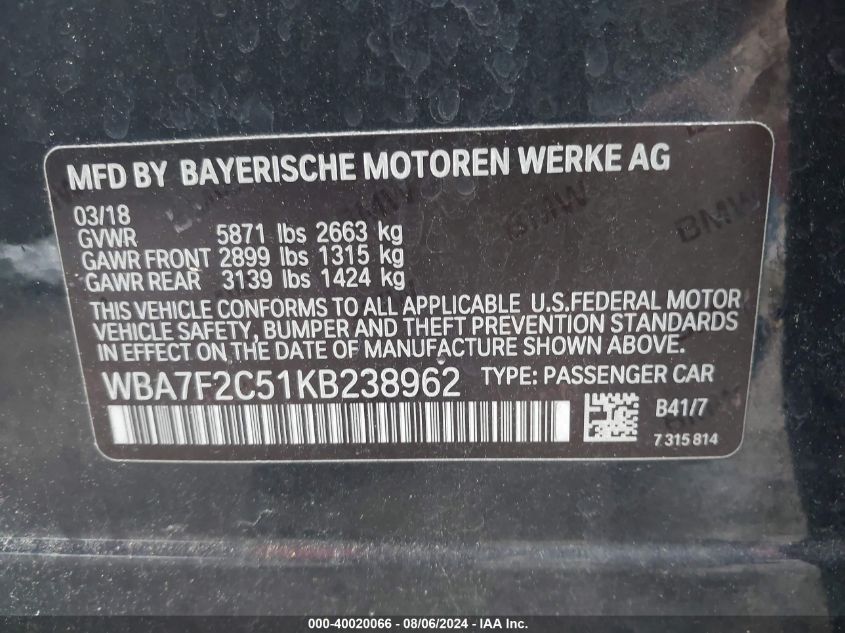 MFD BY BAYERISCHE MOTOREN WERKE AG
03/18
GVWR 5871 lbs 2663 kg
GAWR FRONT 2899 lbs 1315 kg
GAWR REAR 3139 lbs 1424 kg
THIS VEHICLE CONFORMS TO ALL APPLICABLE U.S.FEDERAL MOTOR
VEHICLE SAFETY, BUMPER AND THEFT PREVENTION STANDARDS
IN EFFECT ON THE DATE OF MANUFACTURE SHOWN ABOVE.
WBA7F2C51KB238962 TYPE: PASSENGER CAR
B41/7
7 315 814
BMW
BMW
BMW
000-40020066 - 08/06/2024 - IAA Inc.